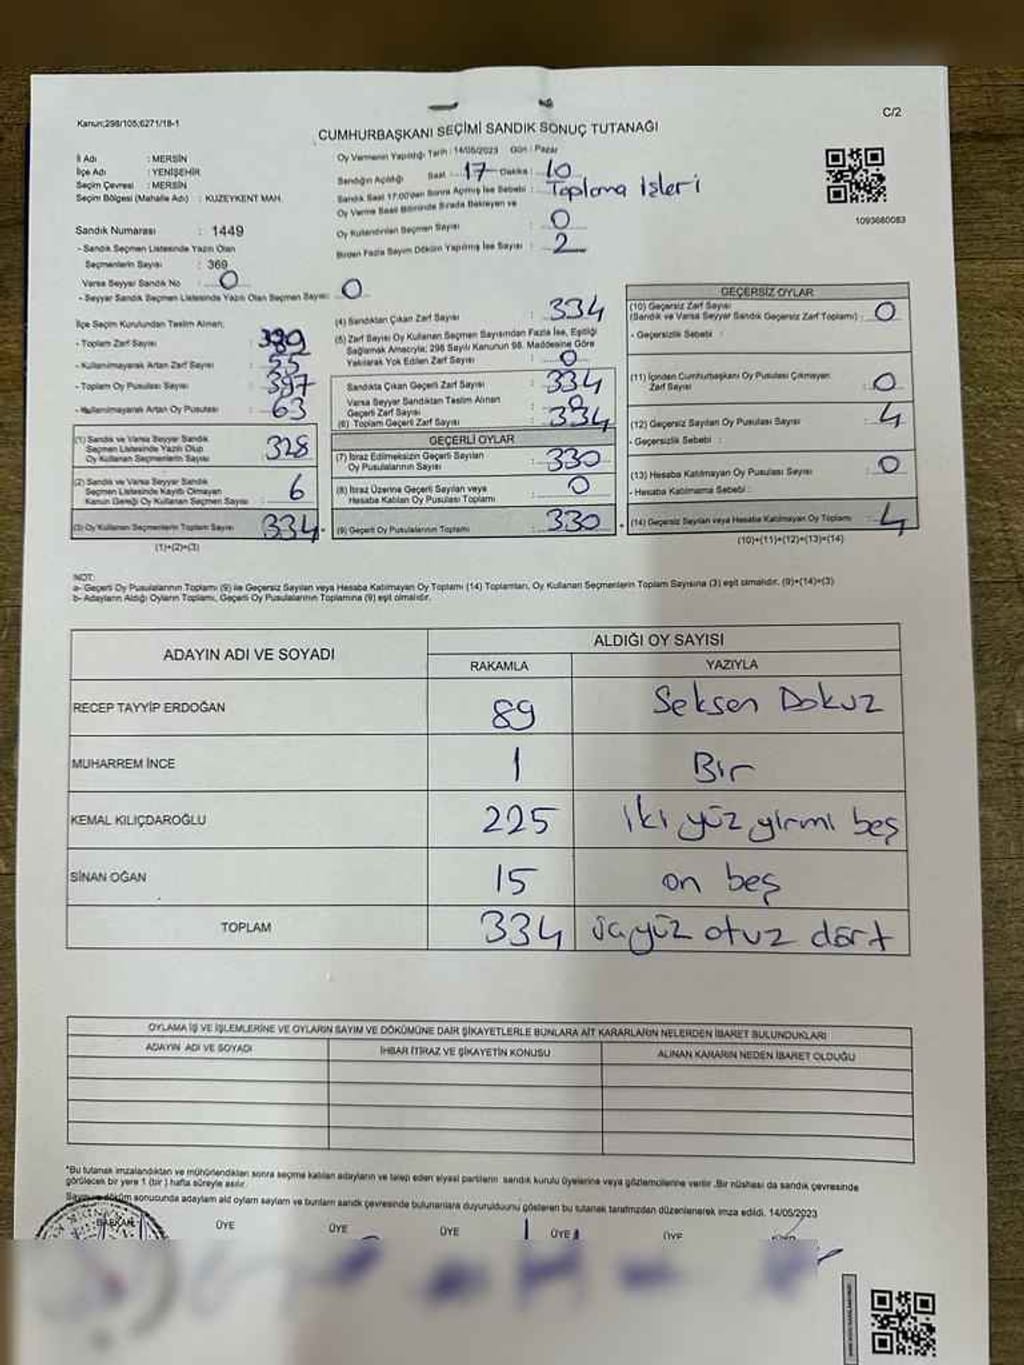 Kanun;298/105;6271/18-1
C/2
CUMHURBAŞKANI SEÇİMİ SANDIK SONUÇ TUTANAĞI
İl Adı : MERSİN
İlçe Adı : YENİŞEHİR
Seçim Çevresi : MERSİN
Seçim Bölgesi (Mahalle Adı) : KUZEYKENT MAH.
Oy Vermenin Yapıldığı Tarih : 14/05/2023 Gün : Pazar
Sandığın Açıldığı Saat : 17 Dakika : 10
Sandık Saat 17:00'den Sonra Açmış İse Sebebi : Toplama İşleri
Oy Verme Saati Bitiminde Sırada Bekleyen ve
Oy Kullandırılan Seçmen Sayısı : 0
Birden Fazla Sayım Döküm Yapılmış İse Sayısı : 2
1093680083
Sandık Numarası : 1449
- Sandık Seçmen Listesinde Yazılı Olan
Seçmenlerin Sayısı : 369
Varsa Seyyar Sandık No : 0
- Seyyar Sandık Seçmen Listesinde Yazılı Olan Seçmen Sayısı: 0
İlçe Seçim Kurulundan Teslim Alınan;
- Toplam Zarf Sayısı
- Kullanılmayarak Artan Zarf Sayısı : 55
- Toplam Oy Pusulası Sayısı : 397
- Kullanılmayarak Artan Oy Pusulası : 63
(1) Sandık ve Varsa Seyyar Sandık
Seçmen Listesinde Yazılı Olup
Oy Kullanan Seçmenlerin Sayısı : 328
(2) Sandık ve Varsa Seyyar Sandık
Seçmen Listesinde Kayıtlı Olmayan
Kanun Gereği Oy Kullanan Seçmen Sayısı : 6
(3) Oy Kullanan Seçmenlerin Toplam Sayısı : 334
(1)+(2)=(3)
(4) Sandıktan Çıkan Zarf Sayısı : 334
(5) Zarf Sayısı Oy Kullanan Seçmen Sayısından Fazla İse, Eşitliği
Sağlamak Amacıyla; 298 Sayılı Kanunun 98. Maddesine Göre
Yakılarak Yok Edilen Zarf Sayısı : 0
Sandıkta Çıkan Geçerli Zarf Sayısı : 334
Varsa Seyyar Sandıktan Teslim Alınan
Geçerli Zarf Sayısı : 0
(6) Toplam Geçerli Zarf Sayısı : 334
GEÇERLİ OYLAR
(7) İtiraz Edilmeksizin Geçerli Sayılan
Oy Pusulalarının Sayısı : 330
(8) İtiraz Üzerine Geçerli Sayılan veya
Hesaba Katılan Oy Pusulaları Toplamı : 0
(9) Geçerli Oy Pusulalarının Toplamı : 330
GEÇERSİZ OYLAR
(10) Geçersiz Zarf Sayısı
(Sandık ve Varsa Seyyar Sandık Geçersiz Zarf Toplamı) : 0
- Geçersizlik Sebebi :
(11) İçinden Cumhurbaşkanı Oy Pusulası Çıkmayan
Zarf Sayısı : 0
(12) Geçersiz Sayılan Oy Pusulası Sayısı : 4
- Geçersizlik Sebebi :
(13) Hesaba Katılmayan Oy Pusulası Sayısı : 0
- Hesaba Katılmama Sebebi :
(14) Geçersiz Sayılan veya Hesaba Katılmayan Oy Toplamı : 4
(10)+(11)+(12)+(13)=(14)
NOT:
a- Geçerli Oy Pusulalarının Toplamı (9) ile Geçersiz Sayılan veya Hesaba Katılmayan Oy Toplamı (14) Toplamları, Oy Kullanan Seçmenlerin Toplam Sayısına (3) eşit olmalıdır. (9)+(14)=(3)
b- Adayların Aldığı Oyların Toplamı, Geçerli Oy Pusulalarının Toplamına (9) eşit olmalıdır.
ADAYIN ADI VE SOYADI
ALDIĞI OY SAYISI
RAKAMLA YAZIYLA
RECEP TAYYİP ERDOĞAN 89 Seksen Dokuz
MUHARREM İNCE 1 Bir
KEMAL KILIÇDAROĞLU 225 iki yüz yirmi beş
SİNAN OĞAN 15 on beş
TOPLAM 334 üçyüz otuz dört
OYLAMA İŞ VE İŞLEMLERİNE VE OYLARIN SAYIM VE DÖKÜMÜNE DAİR ŞİKAYETLERLE BUNLARA AİT KARARLARIN NELERDEN İBARET BULUNDUKLARI
ADAYIN ADI VE SOYADI İHBAR İTİRAZ VE ŞİKAYETİN KONUSU ALINAN KARARIN NEDEN İBARET OLDUĞU
*Bu tutanak imzalandıktan ve mühürlendikten sonra seçime katılan adayların ve talep eden siyasi partilerin sandık kurulu üyelerine veya gözlemcilerine verilir. Bir nüshası da sandık çevresinde
görülecek bir yere 1 (bir) hafta süreyle asılır.
Sayım ve döküm sonucunda adayların
bu tutanak tarafımızdan düzenlenerek imza edildi. 14/05/2023
BAŞKAN ÜYE ÜYE ÜYE ÜYE ÜYE